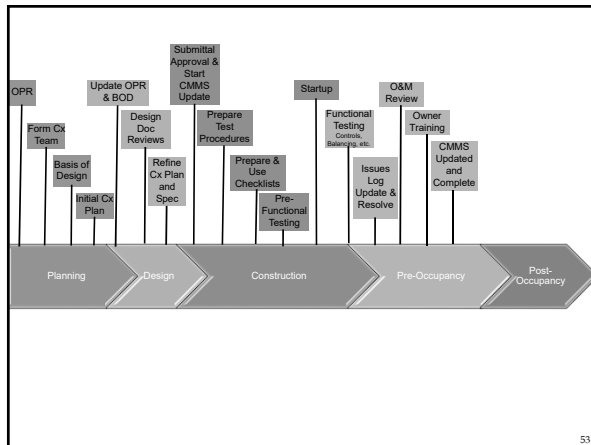 OPR
Form Cx
Team
Basis of
Design
Initial Cx
Plan
Update OPR
& BOD
Design
Doc
Reviews
Refine
Cx Plan
and
Spec
Submittal
Approval &
Start
CMMS
Update
Prepare
Test
Procedures
Prepare &
Use
Checklists
Pre-
Functional
Testing
Startup
Functional
Testing
Controls,
Balancing, etc.
Issues
Log
Update &
Resolve
O&M
Review
Owner
Training
CMMS
Updated
and
Complete
Planning
Design
Construction
Pre-Occupancy
Post-
Occupancy
53